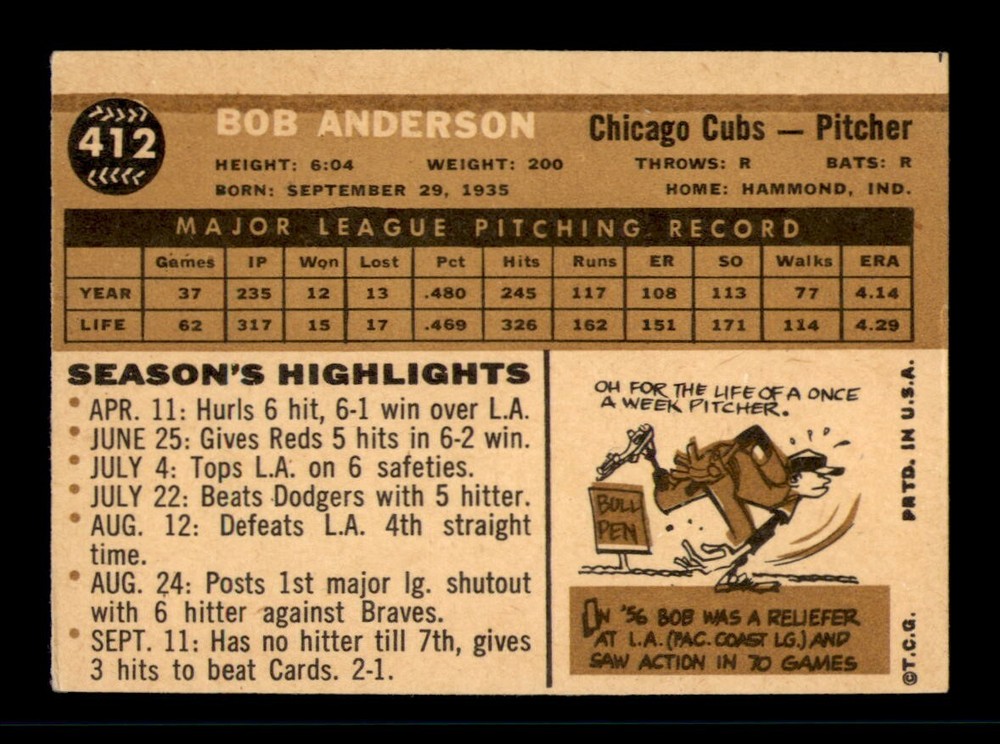 412
BOB ANDERSON
Chicago Cubs — Pitcher
HEIGHT: 6:04 WEIGHT: 200 THROWS: R BATS: R
BORN: SEPTEMBER 29, 1935 HOME: HAMMOND, IND.
MAJOR LEAGUE PITCHING RECORD
Games IP Won Lost Pct Hits Runs ER SO Walks ERA
YEAR 37 235 12 13 .480 245 117 108 113 77 4.14
LIFE 62 317 15 17 .469 326 162 151 171 114 4.29
SEASON'S HIGHLIGHTS
• APR. 11: Hurls 6 hit, 6-1 win over L.A.
• JUNE 25: Gives Reds 5 hits in 6-2 win.
• JULY 4: Tops L.A. on 6 safeties.
• JULY 22: Beats Dodgers with 5 hitter.
• AUG. 12: Defeats L.A. 4th straight
time.
• AUG. 24: Posts 1st major lg. shutout
with 6 hitter against Braves.
• SEPT. 11: Has no hitter till 7th, gives
3 hits to beat Cards. 2-1.
OH FOR THE LIFE OF A ONCE
A WEEK PITCHER.
BULL
PEN
IN '56 BOB WAS A RELIEFER
AT L.A. (PAC. COAST LG.) AND
SAW ACTION IN 70 GAMES
PRTD. IN U.S.A.
©T.C.G.